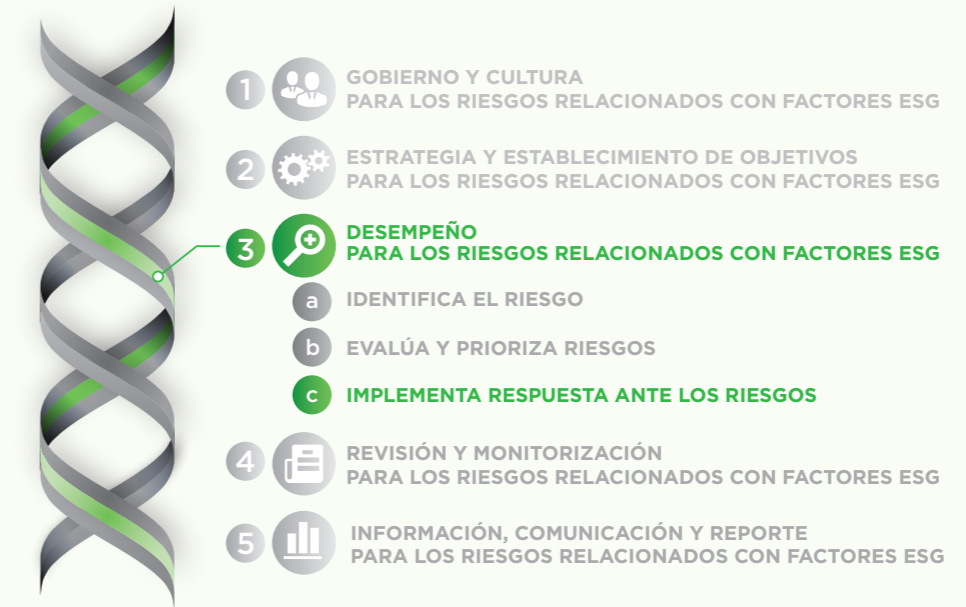 1 GOBIERNO Y CULTURA
PARA LOS RIESGOS RELACIONADOS CON FACTORES ESG
2 ESTRATEGIA Y ESTABLECIMIENTO DE OBJETIVOS
PARA LOS RIESGOS RELACIONADOS CON FACTORES ESG
3 DESEMPEÑO
PARA LOS RIESGOS RELACIONADOS CON FACTORES ESG
a IDENTIFICA EL RIESGO
b EVALÚA Y PRIORIZA RIESGOS
c IMPLEMENTA RESPUESTA ANTE LOS RIESGOS
4 REVISIÓN Y MONITORIZACIÓN
PARA LOS RIESGOS RELACIONADOS CON FACTORES ESG
5 INFORMACIÓN, COMUNICACIÓN Y REPORTE
PARA LOS RIESGOS RELACIONADOS CON FACTORES ESG